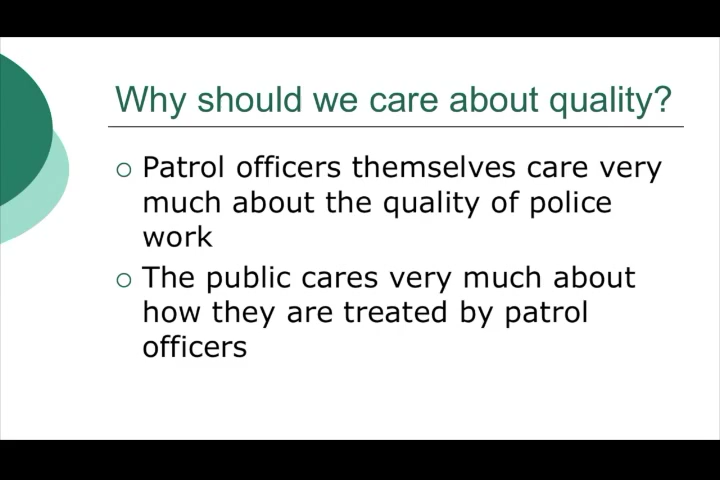 Why should we care about quality?
Patrol officers themselves care very
much about the quality of police
work
The public cares very much about
how they are treated by patrol
officers